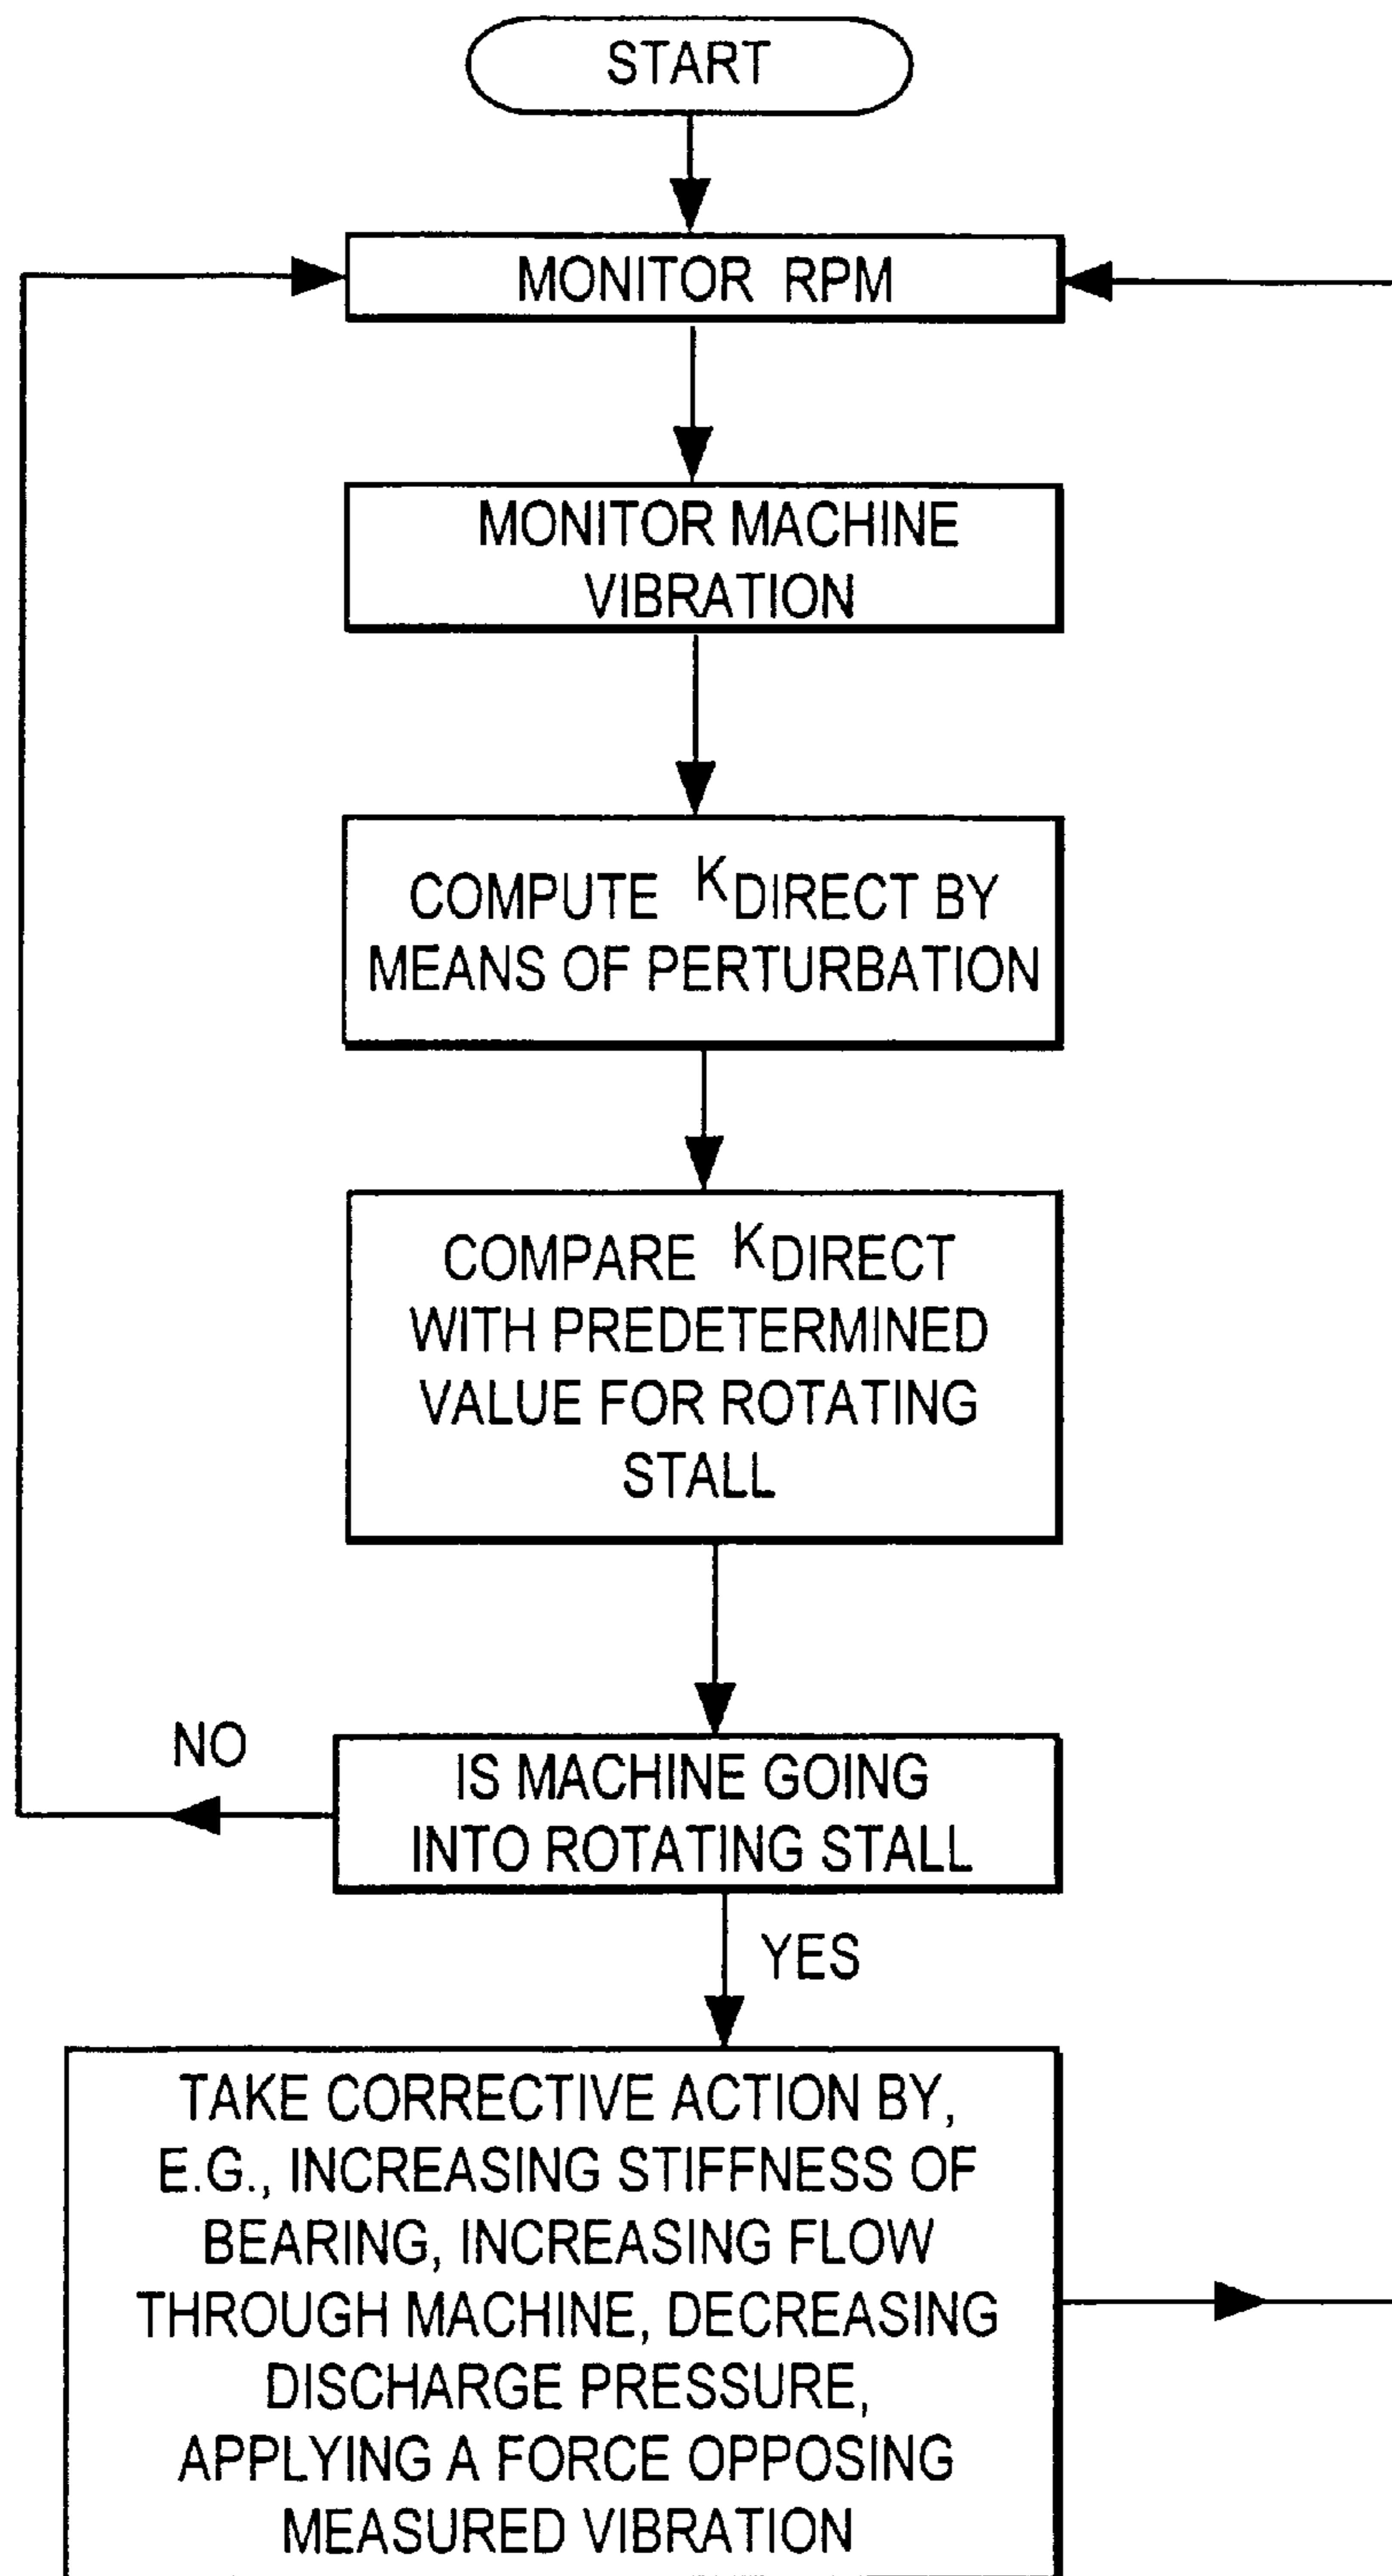 START
MONITOR RPM
MONITOR MACHINE
VIBRATION
COMPUTE KDIRECT BY
MEANS OF PERTURBATION
COMPARE KDIRECT
WITH PREDETERMINED
VALUE FOR ROTATING
STALL
NO
IS MACHINE GOING
INTO ROTATING STALL
YES
TAKE CORRECTIVE ACTION BY,
E.G., INCREASING STIFFNESS OF
BEARING, INCREASING FLOW
THROUGH MACHINE, DECREASING
DISCHARGE PRESSURE,
APPLYING A FORCE OPPOSING
MEASURED VIBRATION